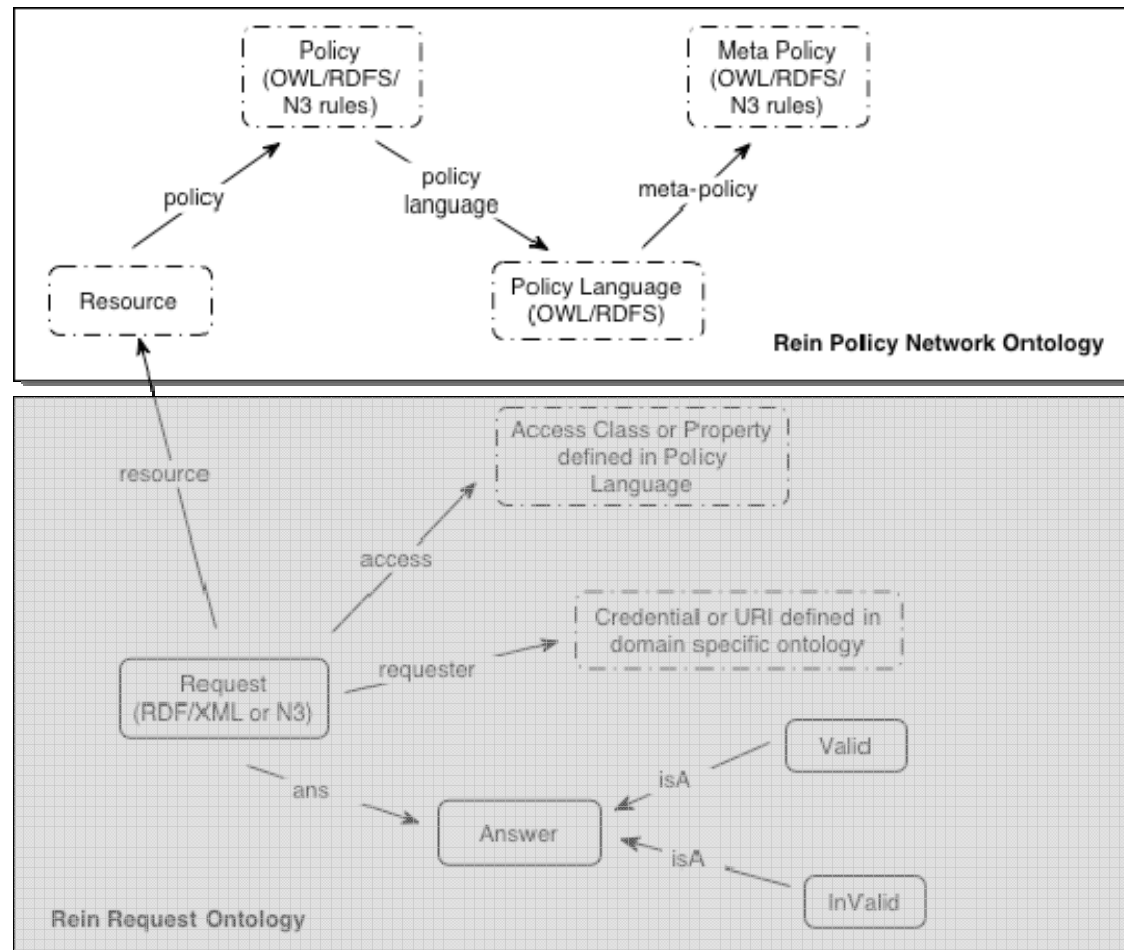 Policy
(OWL/RDFS/
N3 rules)
Meta Policy
(OWL/RDFS/
N3 rules)
policy
policy
language
meta-policy
Resource
Policy Language
(OWL/RDFS)
Rein Policy Network Ontology
Access Class or Property
defined in Policy
Language
resource
access
Credential or URI defined in
domain specific ontology
requester
Request
(RDF/XML or N3)
Valid
isA
ans
Answer
isA
InValid
Rein Request Ontology